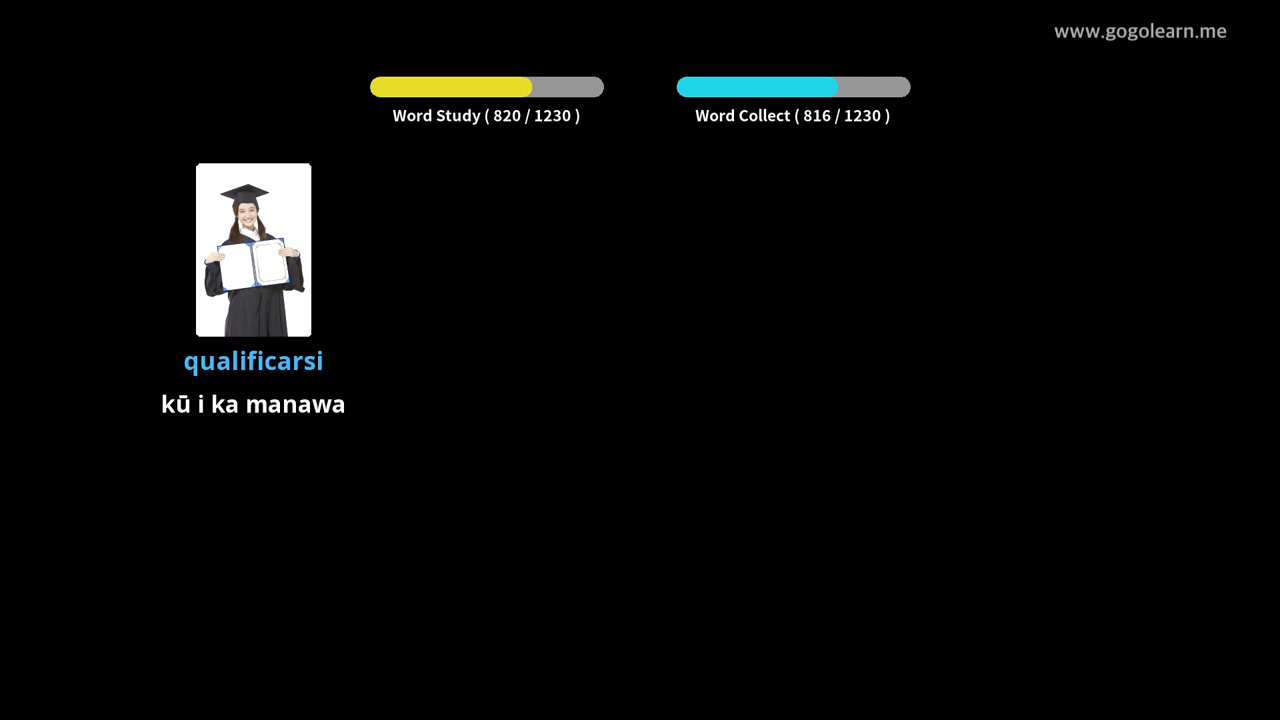 www.gogolearn.me
Word Study ( 820 / 1230 )
Word Collect ( 816 / 1230 )
qualificarsi
kū i ka manawa